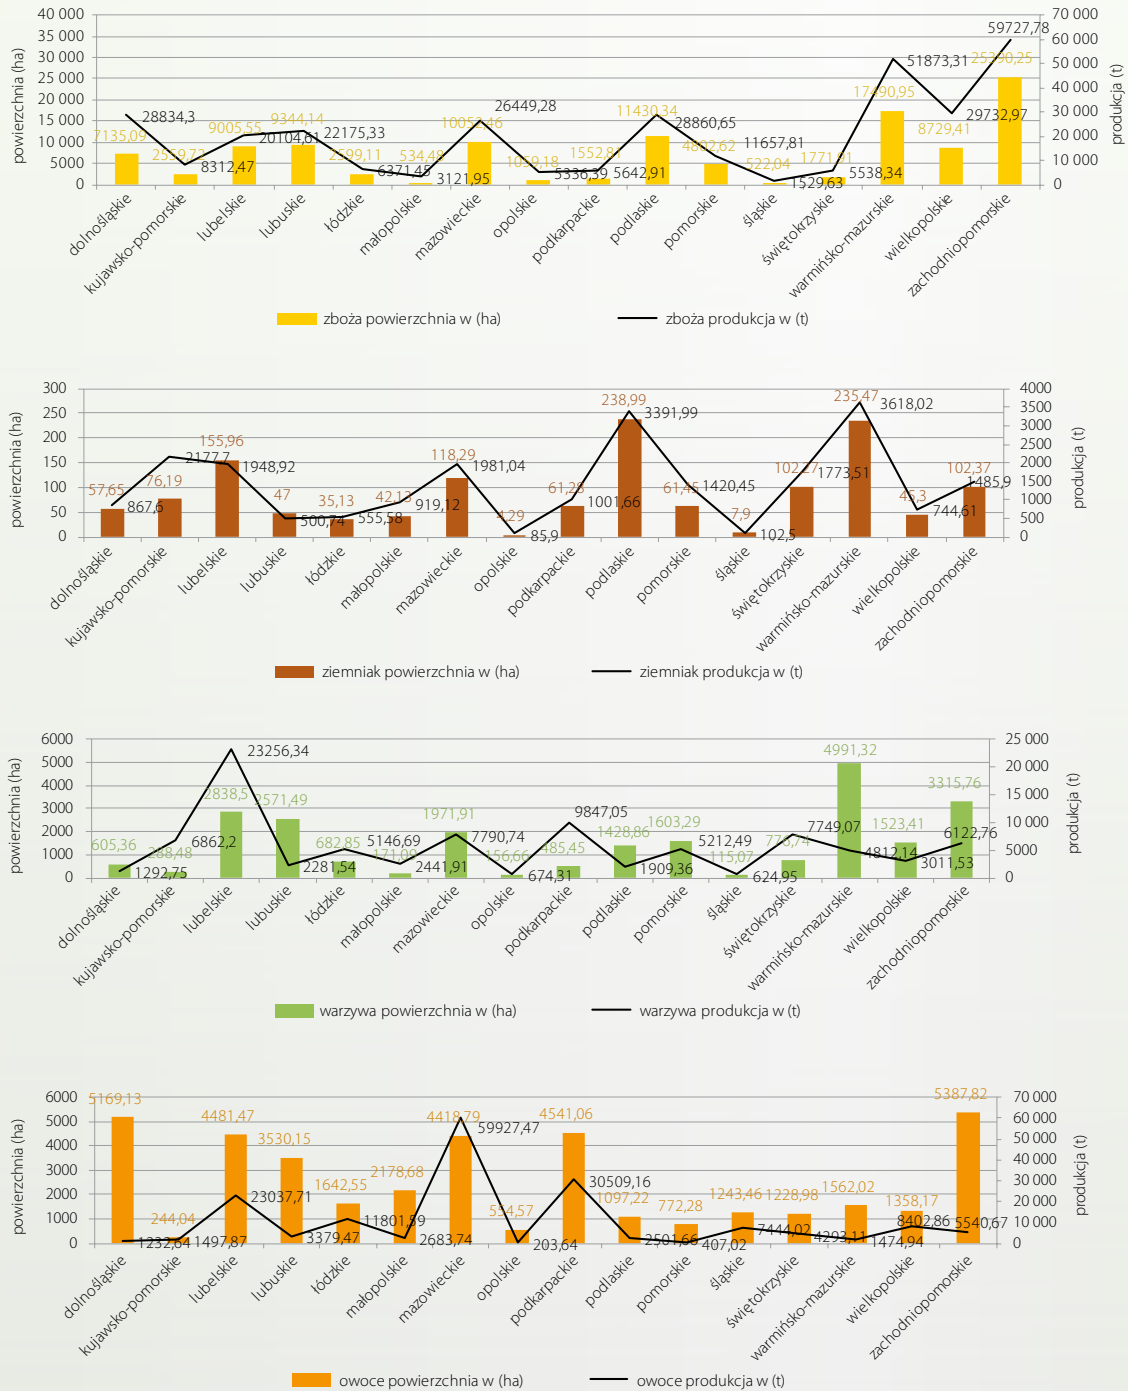 40 000
35 000
30 000
25 000
20 000
15 000
10 000
5000
0
powierzchnia (ha)
70 000
60 000
50 000
40 000
30 000
20 000
10 000
0
produkcja (t)
7135,09
2559,72
9005,55
9344,14
2599,11
534,48
10052,46
1059,18
1552,81
11430,34
4802,62
522,04
1771,91
17490,95
8729,41
25390,25
28834,3
8312,47
20104,61
22175,33
6371,45
3121,95
26449,28
5336,39
5642,91
28860,65
11657,81
1529,63
5538,34
51873,31
29732,97
59727,78
dolnośląskie
kujawsko-pomorskie
lubelskie
lubuskie
łódzkie
małopolskie
mazowieckie
opolskie
podkarpackie
podlaskie
pomorskie
śląskie
świętokrzyskie
warmińsko-mazurskie
wielkopolskie
zachodniopomorskie
zboża powierzchnia w (ha)
zboża produkcja w (t)
300
250
200
150
100
50
0
powierzchnia (ha)
4000
3500
3000
2500
2000
1500
1000
500
0
produkcja (t)
57,65
76,19
155,96
47
35,13
42,13
118,29
4,29
61,28
238,99
61,45
7,9
102,27
235,47
45,3
102,37
867,6
2177,7
1948,92
500,74
555,58
919,12
1981,04
85,9
1001,66
3391,99
1420,45
102,5
1773,51
3618,02
744,61
1485,9
dolnośląskie
kujawsko-pomorskie
lubelskie
lubuskie
łódzkie
małopolskie
mazowieckie
opolskie
podkarpackie
podlaskie
pomorskie
śląskie
świętokrzyskie
warmińsko-mazurskie
wielkopolskie
zachodniopomorskie
ziemniak powierzchnia w (ha)
ziemniak produkcja w (t)
6000
5000
4000
3000
2000
1000
0
powierzchnia (ha)
25 000
20 000
15 000
10 000
5000
0
produkcja (t)
605,36
288,48
2838,5
2571,49
682,85
171,09
1971,91
156,66
485,45
1428,86
1603,29
115,07
778,74
4991,32
1523,41
3315,76
1292,75
6862,2
23256,34
2281,54
5146,69
2441,91
7790,74
674,31
9847,05
1909,36
5212,49
624,95
7749,07
4812,14
3011,53
6122,76
dolnośląskie
kujawsko-pomorskie
lubelskie
lubuskie
łódzkie
małopolskie
mazowieckie
opolskie
podkarpackie
podlaskie
pomorskie
śląskie
świętokrzyskie
warmińsko-mazurskie
wielkopolskie
zachodniopomorskie
warzywa powierzchnia w (ha)
warzywa produkcja w (t)
6000
5000
4000
3000
2000
1000
0
powierzchnia (ha)
70 000
60 000
50 000
40 000
30 000
20 000
10 000
0
produkcja (t)
5169,13
244,04
4481,47
3530,15
1642,55
2178,68
4418,79
554,57
4541,06
1097,22
772,28
1243,46
1228,98
1562,02
1358,17
5387,82
1232,64
1497,87
23037,71
3379,47
11801,59
2683,74
59927,47
203,64
30509,16
2501,66
407,02
7444,02
4293,11
1474,94
8402,86
5540,67
dolnośląskie
kujawsko-pomorskie
lubelskie
lubuskie
łódzkie
małopolskie
mazowieckie
opolskie
podkarpackie
podlaskie
pomorskie
śląskie
świętokrzyskie
warmińsko-mazurskie
wielkopolskie
zachodniopomorskie
owoce powierzchnia w (ha)
owoce produkcja w (t)